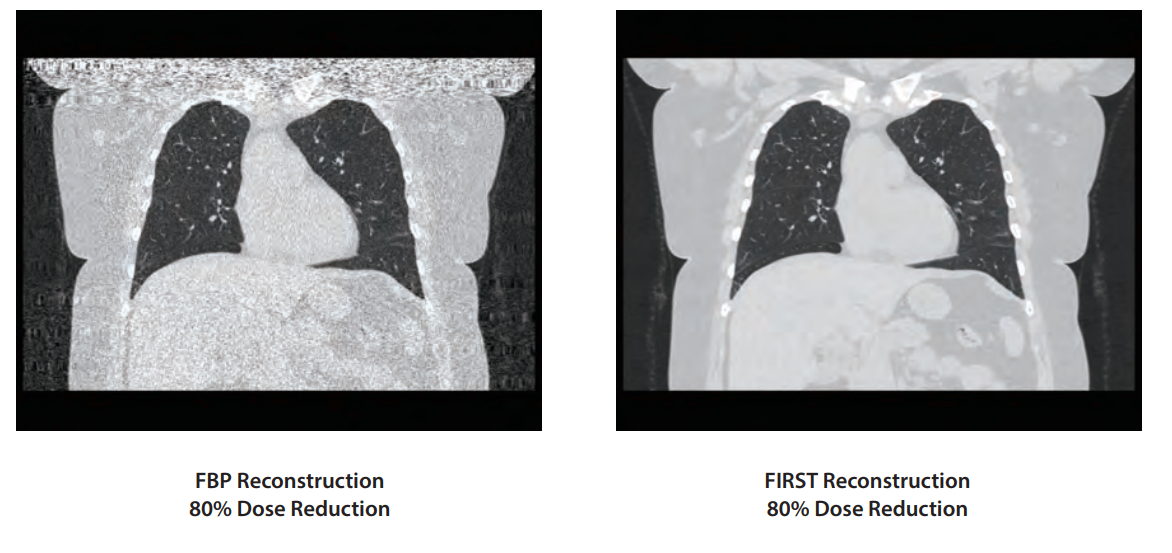 FBP Reconstruction
80% Dose Reduction
FIRST Reconstruction
80% Dose Reduction